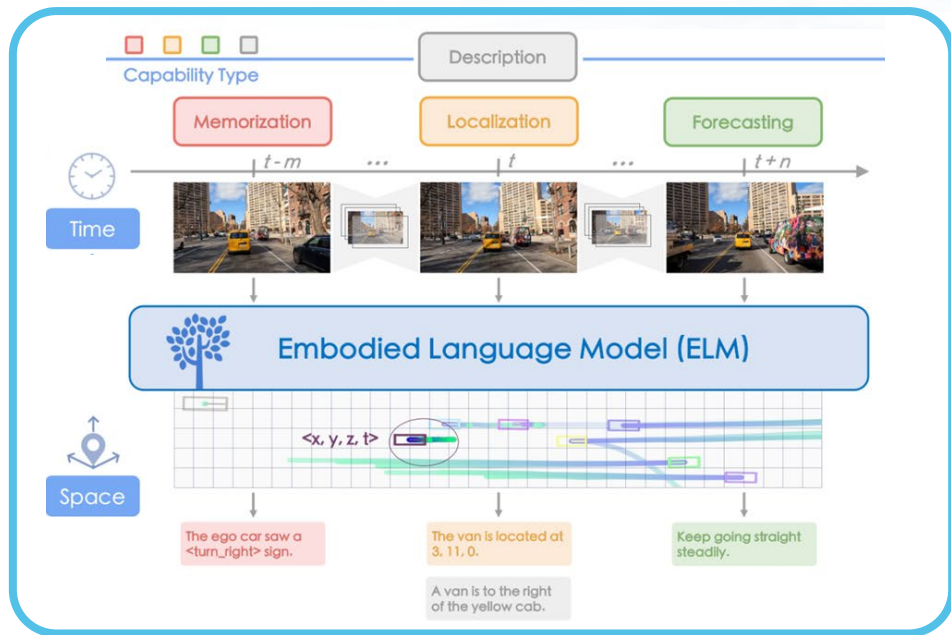 Description
Capability Type
Memorization
Localization
Forecasting
t-m
...
t
...
t+n
Time
Embodied Language Model (ELM)
<x, y, z, t>
Space
The ego car saw a
<turn_right> sign.
The van is located at
3, 11, 0.
Keep going straight
steadily.
A van is to the right
of the yellow cab.